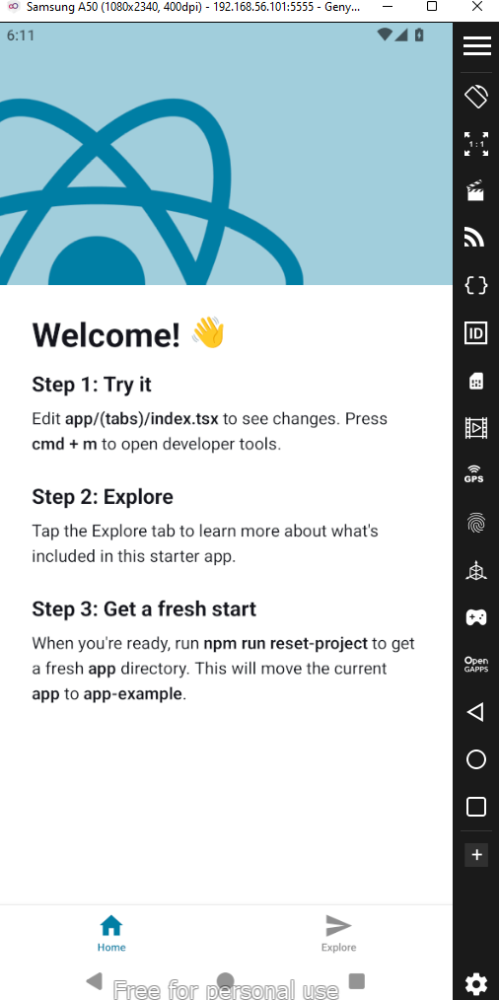 Samsung A50 (1080x2340, 400dpi) - 192.168.56.101:5555 - Geny...
6:11
1:1
ID
GPS
Open
GAPPS
Welcome! 👋
Step 1: Try it
Edit app/(tabs)/index.tsx to see changes. Press
cmd + m to open developer tools.
Step 2: Explore
Tap the Explore tab to learn more about what's
included in this starter app.
Step 3: Get a fresh start
When you're ready, run npm run reset-project to get
a fresh app directory. This will move the current
app to app-example.
Home
Explore
Free for personal use